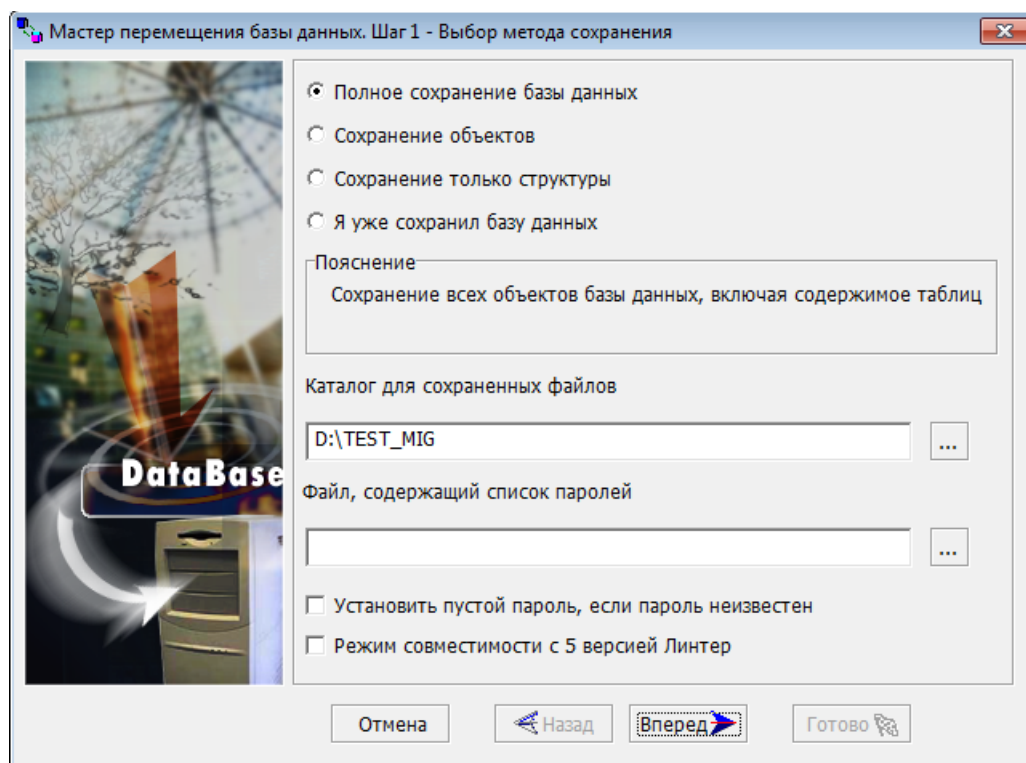 Мастер перемещения базы данных. Шаг 1 - Выбор метода сохранения
Полное сохранение базы данных
Сохранение объектов
Сохранение только структуры
Я уже сохранил базу данных
Пояснение
Сохранение всех объектов базы данных, включая содержимое таблиц
Каталог для сохраненных файлов
D:\TEST_MIG
...
DataBase
Файл, содержащий список паролей
...
Установить пустой пароль, если пароль неизвестен
Режим совместимости с 5 версией Линтер
Отмена
Назад
Вперед
Готово